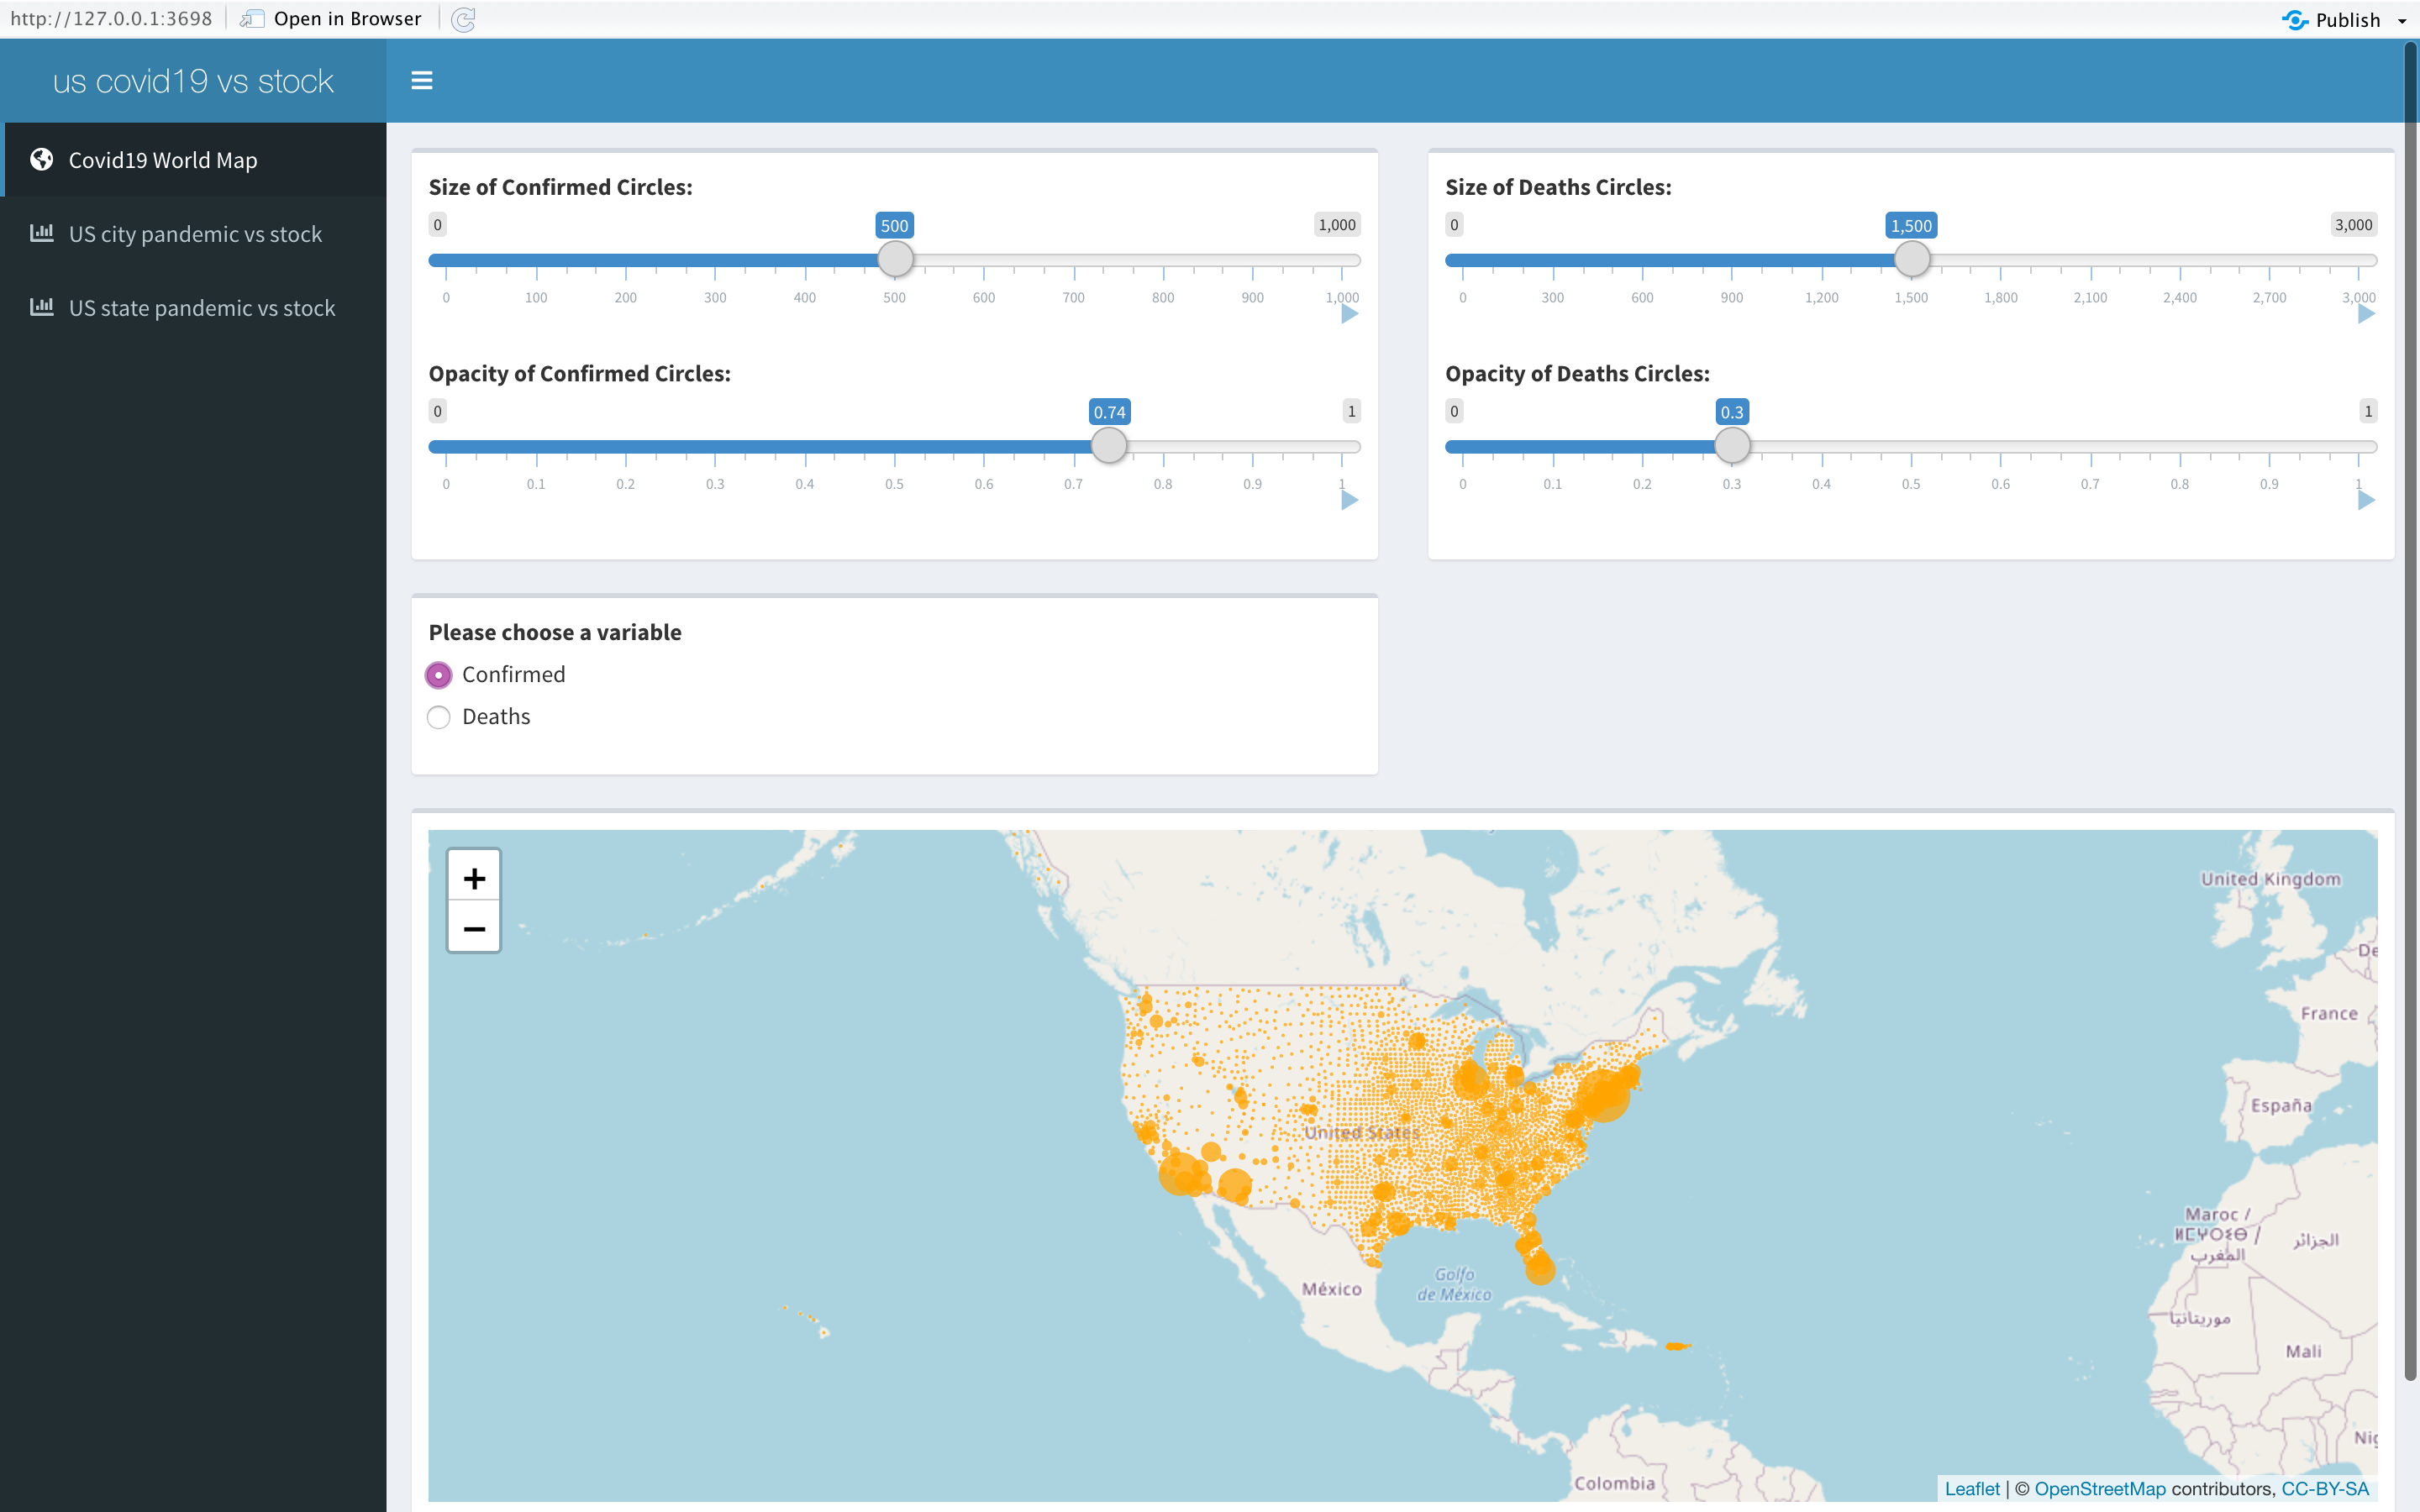 http://127.0.0.1:3698 Open in Browser Publish
us covid19 vs stock
Covid19 World Map
US city pandemic vs stock
US state pandemic vs stock
Size of Confirmed Circles:
0 500 1,000
0 100 200 300 400 500 600 700 800 900 1,000
Opacity of Confirmed Circles:
0 0.74 1
0 0.1 0.2 0.3 0.4 0.5 0.6 0.7 0.8 0.9 1
Size of Deaths Circles:
0 1,500 3,000
0 300 600 900 1,200 1,500 1,800 2,100 2,400 2,700 3,000
Opacity of Deaths Circles:
0 0.3 1
0 0.1 0.2 0.3 0.4 0.5 0.6 0.7 0.8 0.9 1
Please choose a variable
Confirmed
Deaths
+
−
United Kingdom
De
France
España
United States
Maroc /
ⵍⵎⵖⵔⵉⴱ /
المغرب
الجزائر
Golfo
de México
México
موريتانيا
Mali
Nig
Colombia
Leaflet | © OpenStreetMap contributors, CC-BY-SA